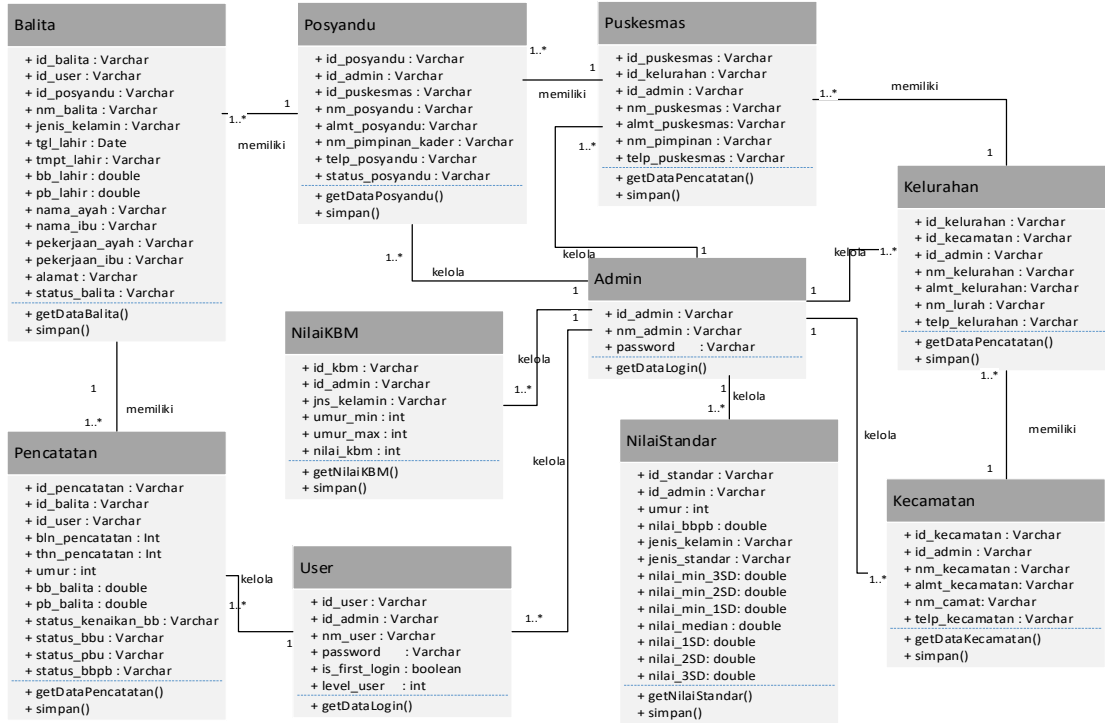 Balita
+ id_balita : Varchar
+ id_user : Varchar
+ id_posyandu : Varchar
+ nm_balita : Varchar
+ jenis_kelamin : Varchar
+ tgl_lahir : Date
+ tmpt_lahir : Varchar
+ bb_lahir : double
+ pb_lahir : double
+ nama_ayah : Varchar
+ nama_ibu : Varchar
+ pekerjaan_ayah : Varchar
+ pekerjaan_ibu : Varchar
+ alamat : Varchar
+ status_balita : Varchar
+ getDataBalita()
+ simpan()
1
1..*
memiliki
Posyandu
+ id_posyandu : Varchar
+ id_admin : Varchar
+ id_puskesmas : Varchar
+ nm_posyandu : Varchar
+ almt_posyandu : Varchar
+ nm_pimpinan_kader : Varchar
+ telp_posyandu : Varchar
+ status_posyandu : Varchar
+ getDataPosyandu()
+ simpan()
1..*
1
memiliki
Puskesmas
+ id_puskesmas : Varchar
+ id_kelurahan : Varchar
+ id_admin : Varchar
+ nm_puskesmas : Varchar
+ almt_puskesmas: Varchar
+ nm_pimpinan : Varchar
+ telp_puskesmas : Varchar
+ getDataPencatatan()
+ simpan()
1..*
memiliki
1
1..*
kelola
1
Kelurahan
+ id_kelurahan : Varchar
+ id_kecamatan : Varchar
+ id_admin : Varchar
+ nm_kelurahan : Varchar
+ almt_kelurahan: Varchar
+ nm_lurah : Varchar
+ telp_kelurahan : Varchar
+ getDataPencatatan()
+ simpan()
1..*
kelola
1
1..*
kelola
1
Admin
+ id_admin : Varchar
+ nm_admin : Varchar
+ password : Varchar
+ getDataLogin()
1
1
kelola
1..*
NilaiKBM
+ id_kbm : Varchar
+ id_admin : Varchar
+ jns_kelamin : Varchar
+ umur_min : int
+ umur_max : int
+ nilai_kbm : int
+ getNilaiKBM()
+ simpan()
kelola
1..*
1
kelola
1..*
1..*
memiliki
1
kelola
1..*
1
1..*
memiliki
Pencatatan
+ id_pencatatan : Varchar
+ id_balita : Varchar
+ id_user : Varchar
+ bln_pencatatan : Int
+ thn_pencatatan : Int
+ umur : int
+ bb_balita : double
+ pb_balita : double
+ status_kenaikan_bb : Varchar
+ status_bbu : Varchar
+ status_pbu : Varchar
+ status_bbpb : Varchar
+ getDataPencatatan()
+ simpan()
kelola
1..*
1
User
+ id_user : Varchar
+ id_admin : Varchar
+ nm_user : Varchar
+ password : Varchar
+ is_first_login : boolean
+ level_user : int
+ getDataLogin()
NilaiStandar
+ id_standar : Varchar
+ id_admin : Varchar
+ umur : int
+ nilai_bbpb : double
+ jenis_kelamin : Varchar
+ jenis_standar : Varchar
+ nilai_min_3SD: double
+ nilai_min_2SD: double
+ nilai_min_1SD: double
+ nilai_median : double
+ nilai_1SD: double
+ nilai_2SD: double
+ nilai_3SD: double
+ getNilaiStandar()
+ simpan()
Kecamatan
+ id_kecamatan : Varchar
+ id_admin : Varchar
+ nm_kecamatan : Varchar
+ almt_kecamatan: Varchar
+ nm_camat: Varchar
+ telp_kecamatan : Varchar
+ getDataKecamatan()
+ simpan()